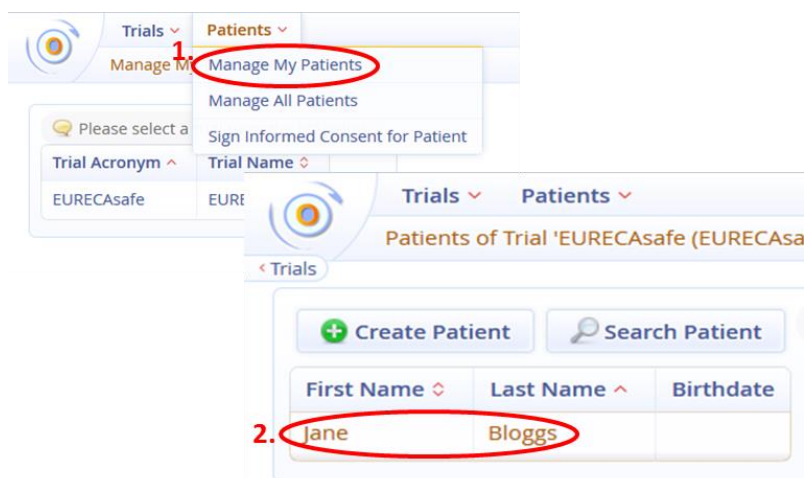 Trials Patients
1.
Manage My Manage My Patients
Manage All Patients
Please select a
Sign Informed Consent for Patient
Trial Acronym Trial Name
EURECAsafe EURE
Trials Patients
Patients of Trial 'EURECAsafe (EURECAsa
Trials
Create Patient Search Patient
First Name Last Name Birthdate
2. Jane Bloggs